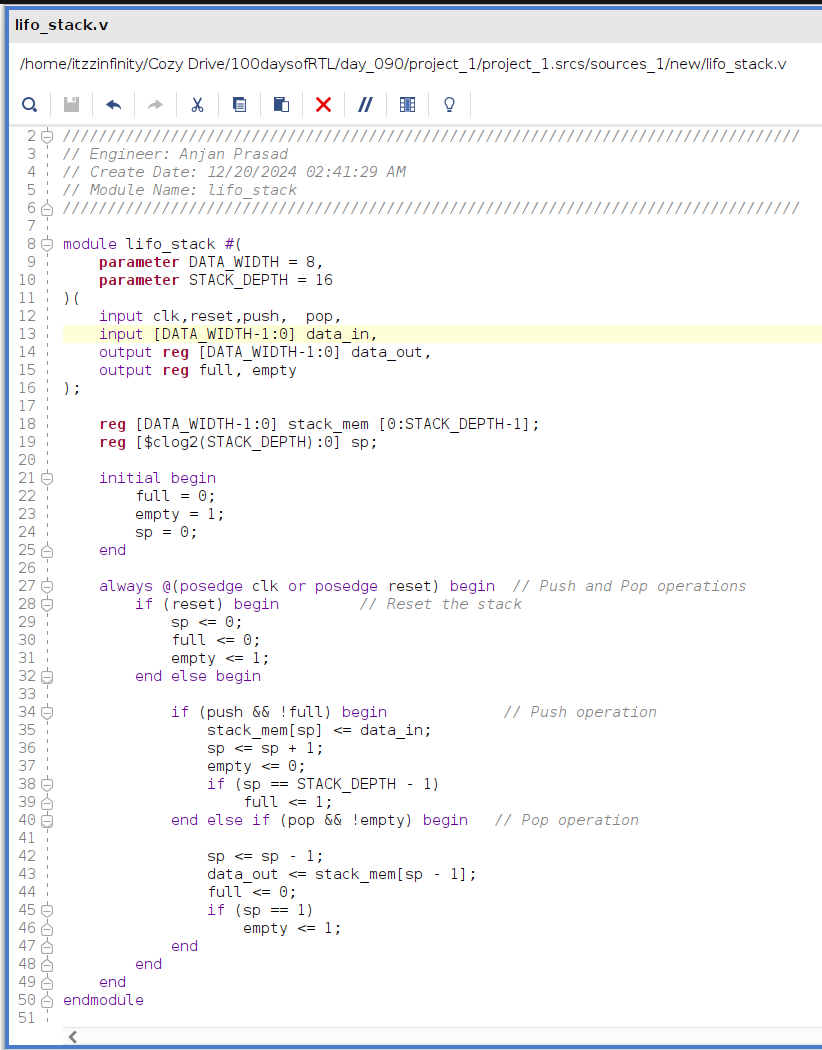 lifo_stack.v
/home/itzzinfinity/Cozy Drive/100daysofRTL/day_090/project_1/project_1.srcs/sources_1/new/lifo_stack.v
2 //////////////////////////////////////////////////////////////////////////////////
3 // Engineer: Anjan Prasad
4 // Create Date: 12/20/2024 02:41:29 AM
5 // Module Name: lifo_stack
6 //////////////////////////////////////////////////////////////////////////////////
7
8 module lifo_stack #(
9     parameter DATA_WIDTH = 8,
10     parameter STACK_DEPTH = 16
11 )(
12     input clk,reset,push,  pop,
13     input [DATA_WIDTH-1:0] data_in,
14     output reg [DATA_WIDTH-1:0] data_out,
15     output reg full, empty
16 );
17
18     reg [DATA_WIDTH-1:0] stack_mem [0:STACK_DEPTH-1];
19     reg [$clog2(STACK_DEPTH):0] sp;
20
21     initial begin
22         full = 0;
23         empty = 1;
24         sp = 0;
25     end
26
27     always @(posedge clk or posedge reset) begin  // Push and Pop operations
28         if (reset) begin         // Reset the stack
29             sp <= 0;
30             full <= 0;
31             empty <= 1;
32         end else begin
33
34             if (push && !full) begin             // Push operation
35                 stack_mem[sp] <= data_in;
36                 sp <= sp + 1;
37                 empty <= 0;
38                 if (sp == STACK_DEPTH - 1)
39                     full <= 1;
40             end else if (pop && !empty) begin   // Pop operation
41
42                 sp <= sp - 1;
43                 data_out <= stack_mem[sp - 1];
44                 full <= 0;
45                 if (sp == 1)
46                     empty <= 1;
47             end
48         end
49     end
50 endmodule
51